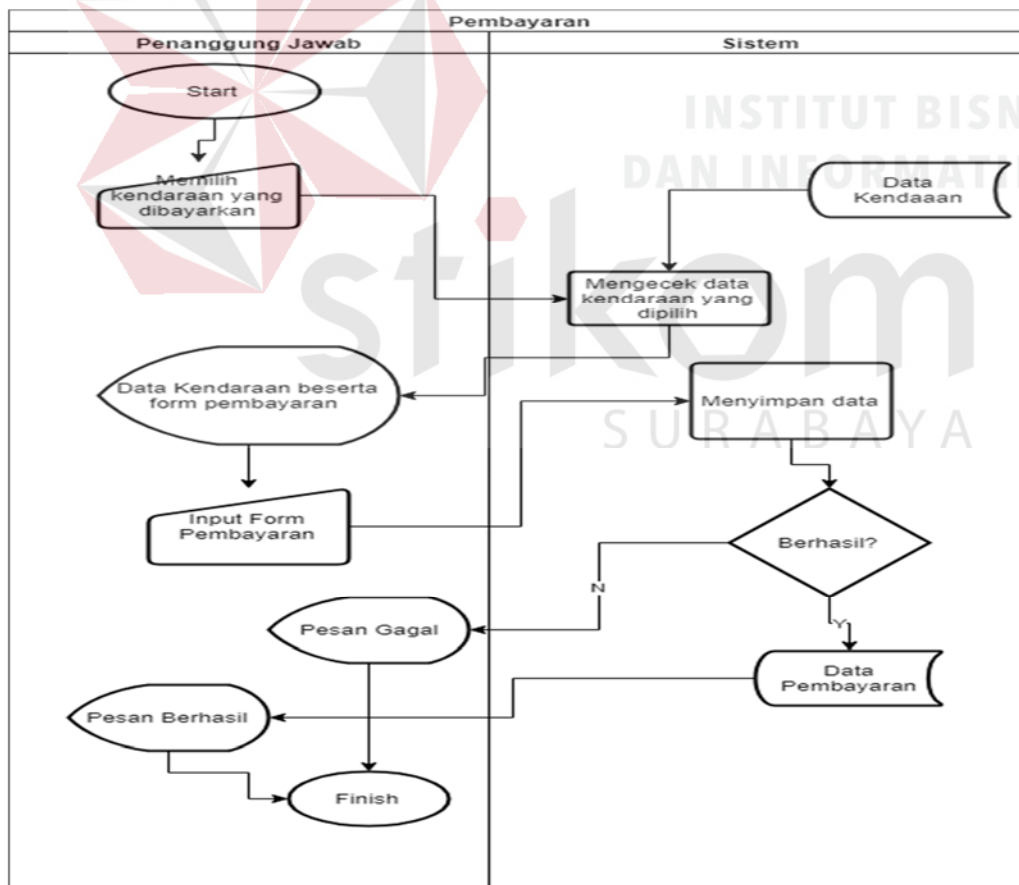 Pembayaran
Penanggung Jawab
Sistem
Start
INSTITUT BISN
DAN INFORMATI
Memilih
kendaraan yang
dibayarkan
Data
Kendaaan
Mengecek data
kendaraan yang
dipilih
stikom
SURABAYA
Data Kendaraan beserta
form pembayaran
Menyimpan data
Input Form
Pembayaran
Berhasil?
N
Y
Pesan Gagal
Data
Pembayaran
Pesan Berhasil
Finish